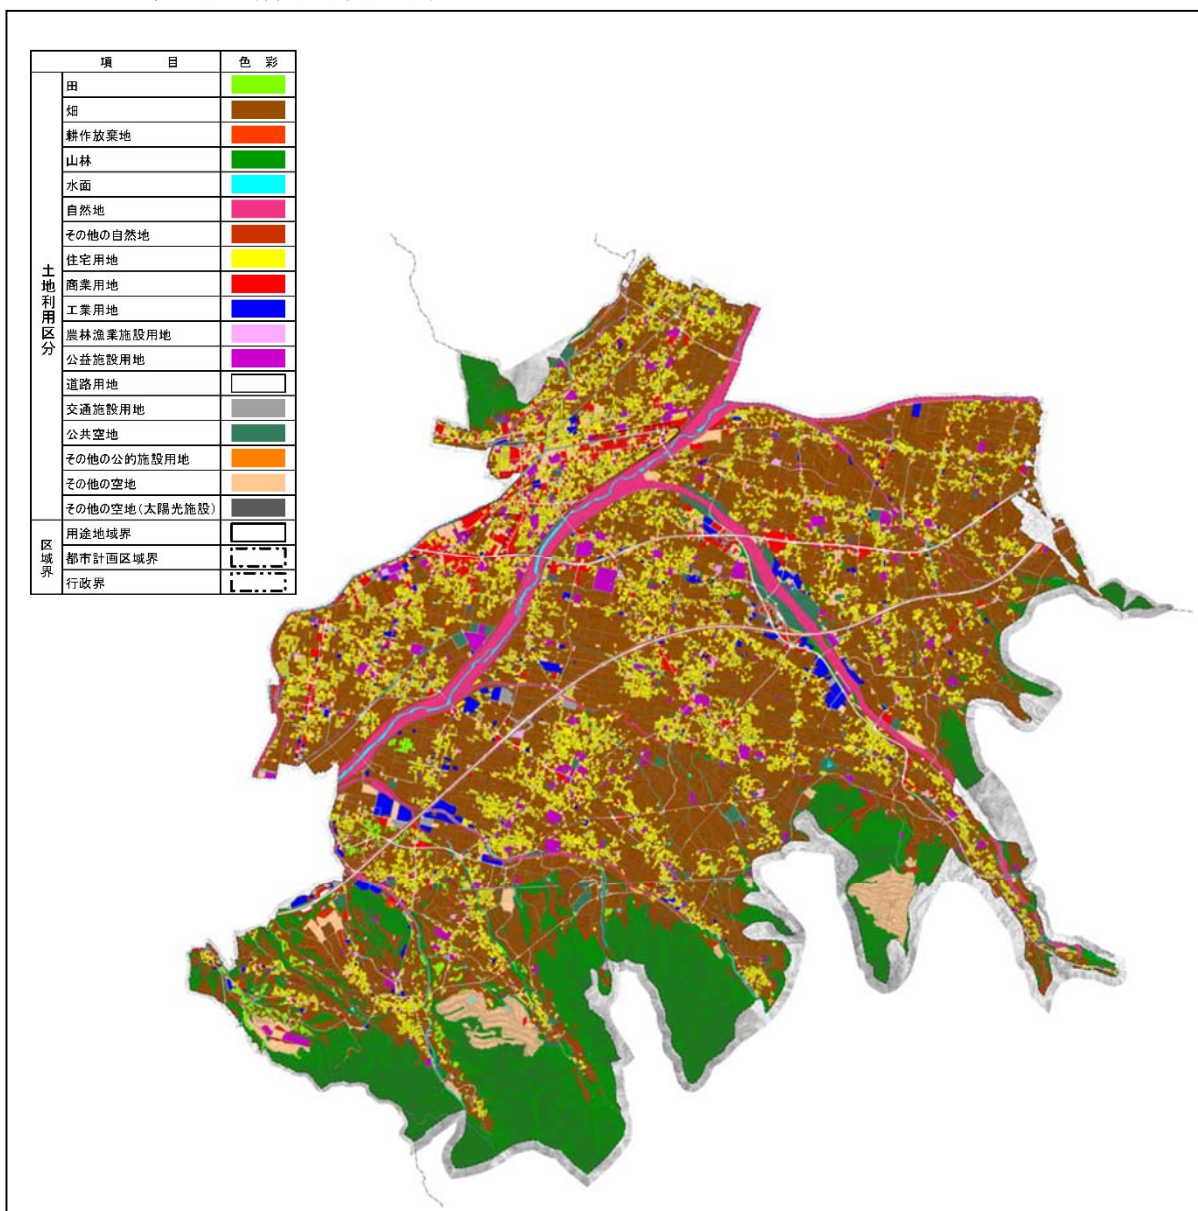 項 目 色 彩
土地利用区分
田
畑
耕作放棄地
山林
水面
自然地
その他の自然地
住宅用地
商業用地
工業用地
農林漁業施設用地
公益施設用地
道路用地
交通施設用地
公共空地
その他の公的施設用地
その他の空地
その他の空地(太陽光施設)
区域界
用途地域界
都市計画区域界
行政界